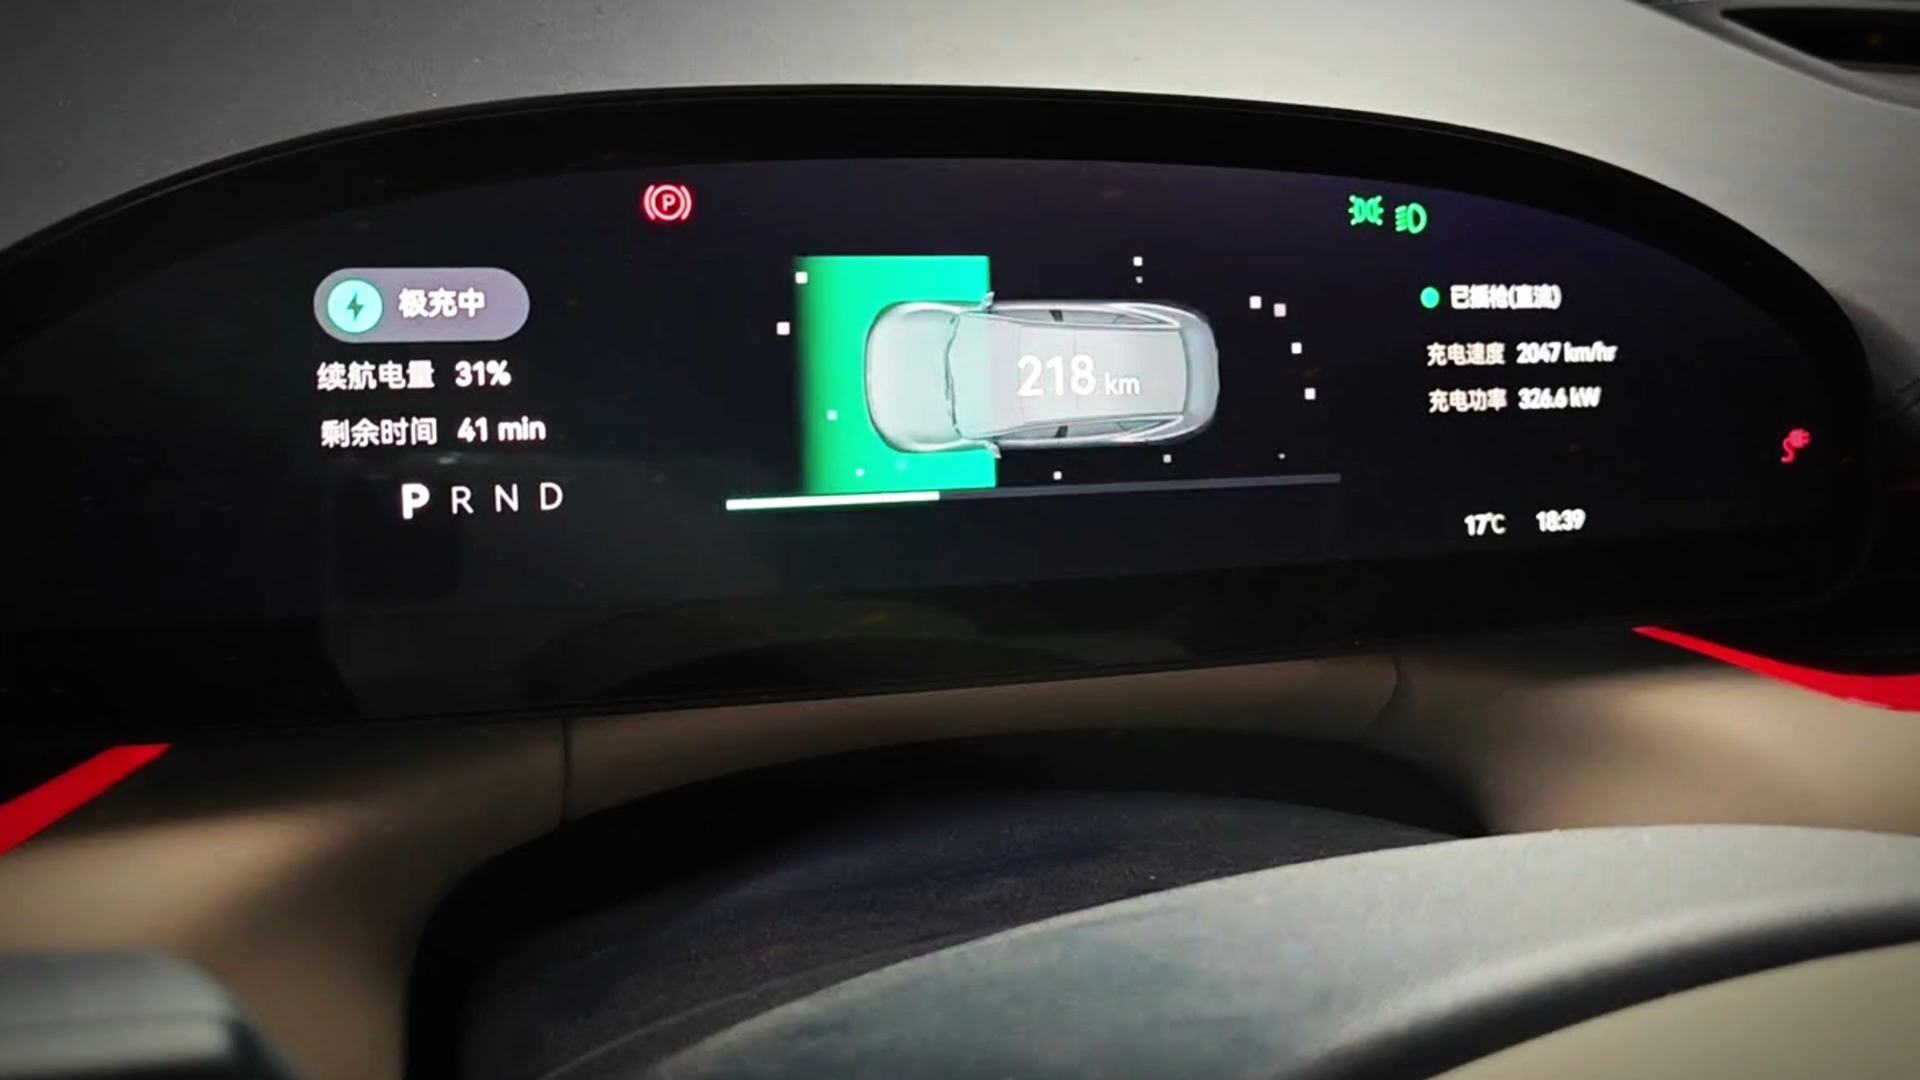 P
极充中
续航电量 31%
剩余时间 41 min
P R N D
218 km
已插枪(直流)
充电速度 2047 km/hr
充电功率 326.6 kW
17℃ 18:39